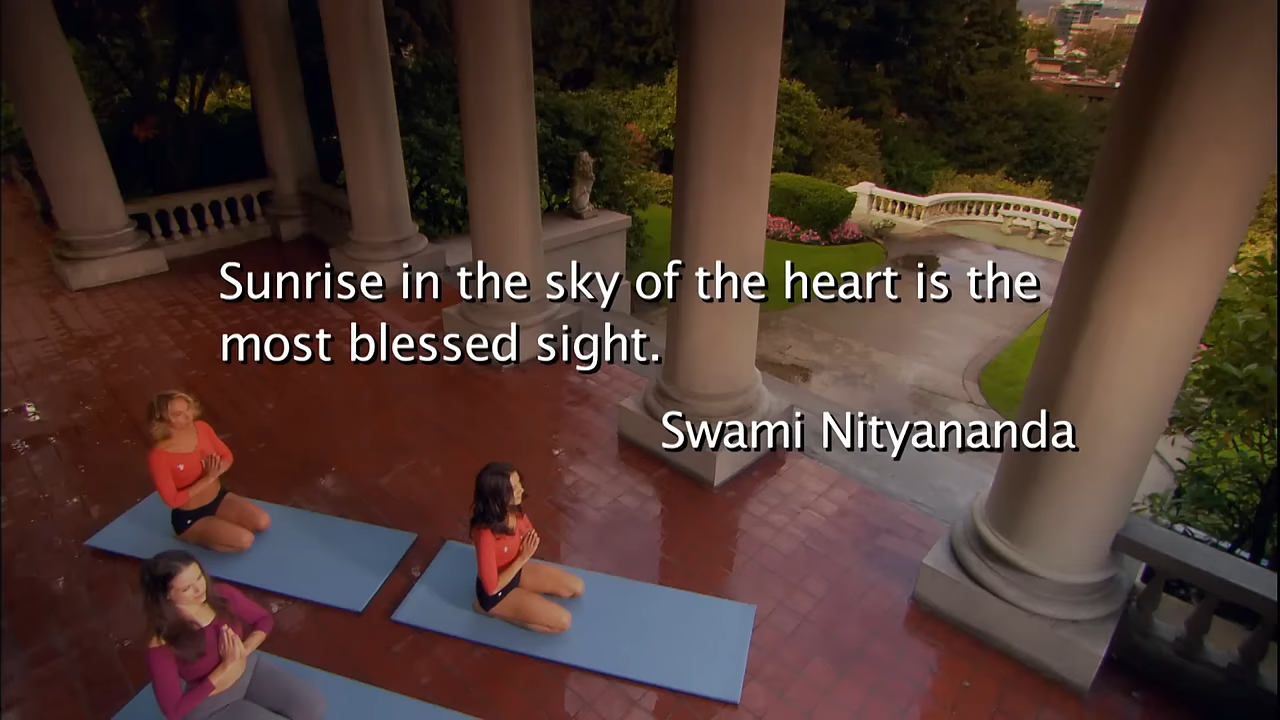 Sunrise in the sky of the heart is the
most blessed sight.
Swami Nityananda